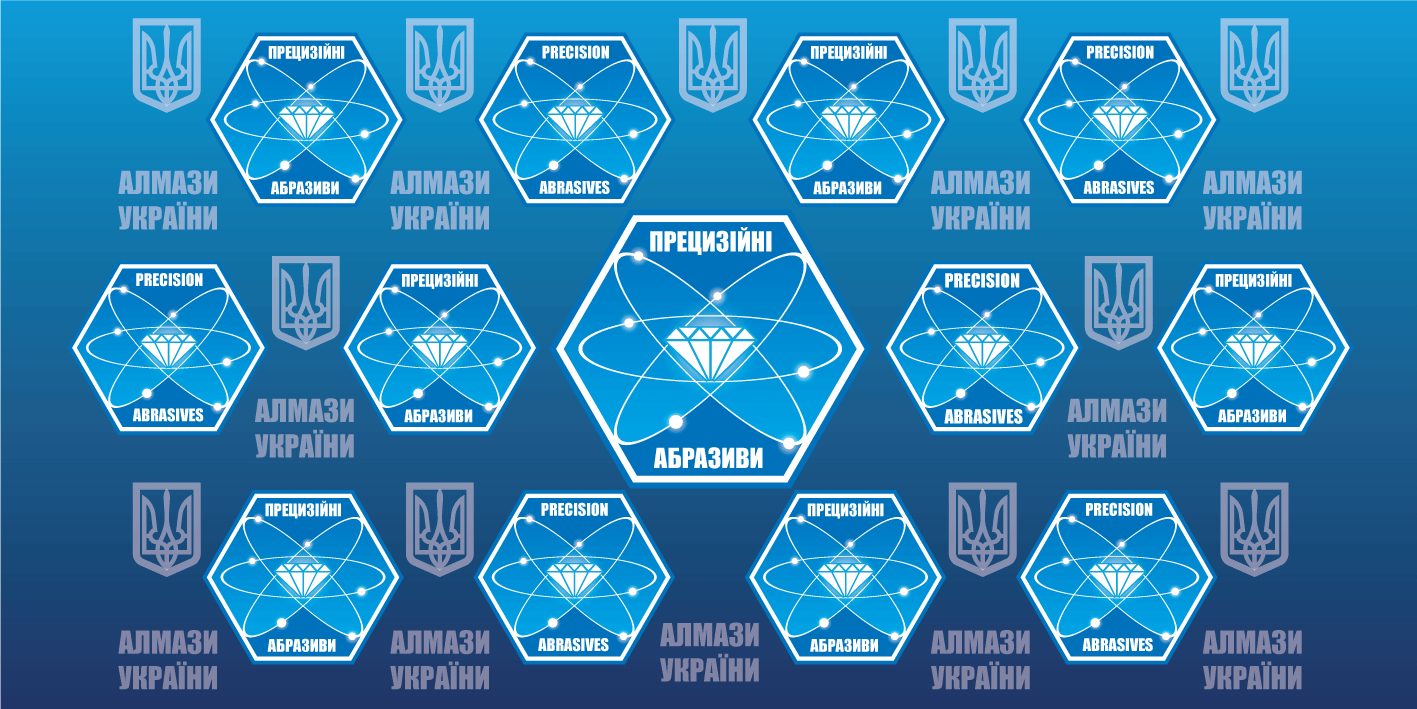 ПРЕЦИЗІЙНІ
АБРАЗИВИ
PRECISION
ABRASIVES
ПРЕЦИЗІЙНІ
АБРАЗИВИ
PRECISION
ABRASIVES
АЛМАЗИ
УКРАЇНИ
АЛМАЗИ
УКРАЇНИ
АЛМАЗИ
УКРАЇНИ
АЛМАЗИ
УКРАЇНИ
PRECISION
ABRASIVES
ПРЕЦИЗІЙНІ
АБРАЗИВИ
ПРЕЦИЗІЙНІ
АБРАЗИВИ
PRECISION
ABRASIVES
ПРЕЦИЗІЙНІ
АБРАЗИВИ
АЛМАЗИ
УКРАЇНИ
АЛМАЗИ
УКРАЇНИ
ПРЕЦИЗІЙНІ
АБРАЗИВИ
PRECISION
ABRASIVES
ПРЕЦИЗІЙНІ
АБРАЗИВИ
PRECISION
ABRASIVES
АЛМАЗИ
УКРАЇНИ
АЛМАЗИ
УКРАЇНИ
АЛМАЗИ
УКРАЇНИ
АЛМАЗИ
УКРАЇНИ
АЛМАЗИ
УКРАЇНИ